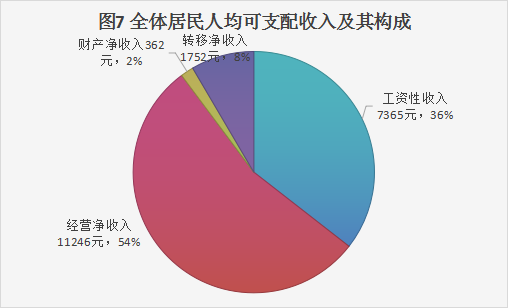 图7 全体居民人均可支配收入及其构成
财产净收入362
元，2%
转移净收入
1752元，8%
工资性收入
7365元，36%
经营净收入
11246元，54%